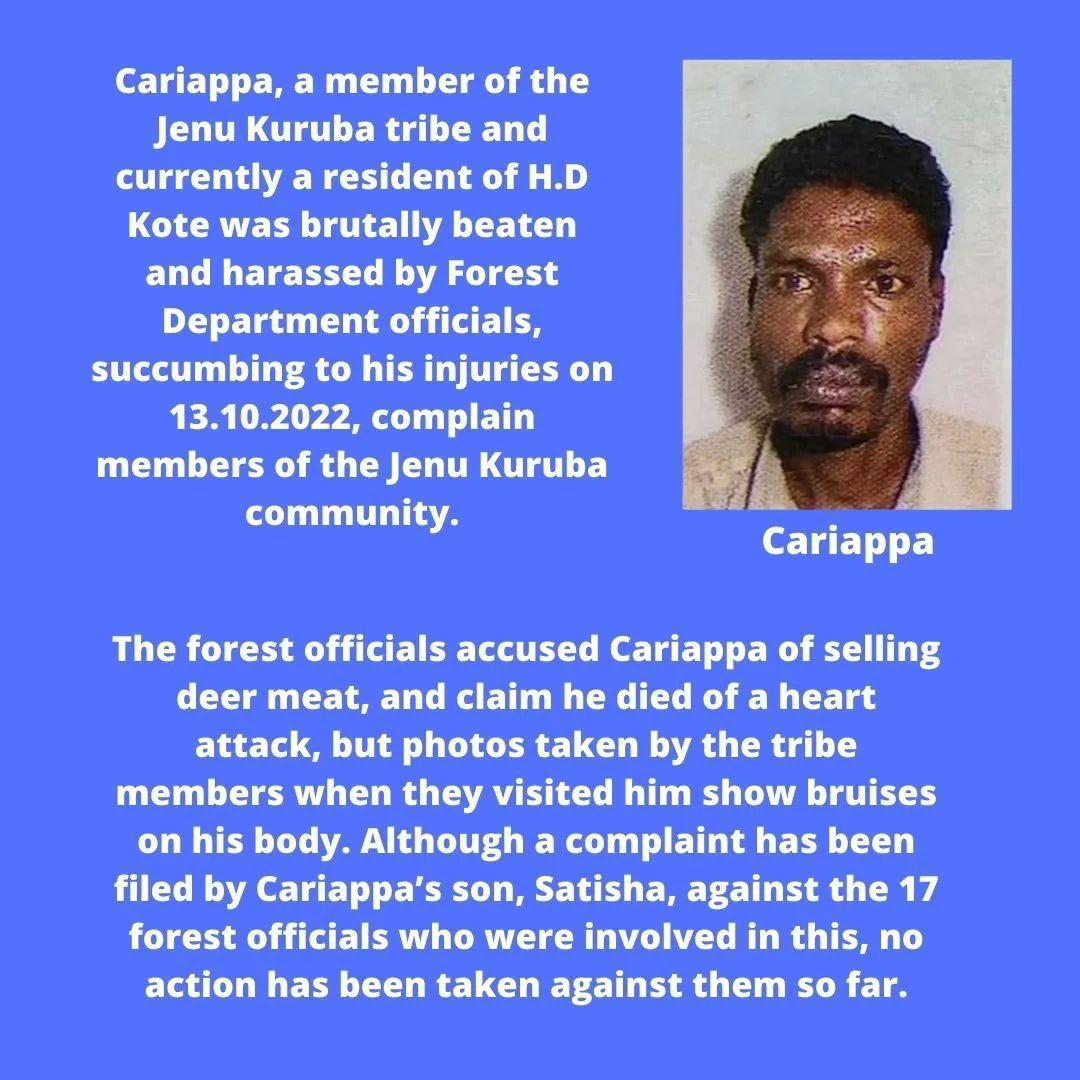 Cariappa, a member of the
Jenu Kuruba tribe and
currently a resident of H.D
Kote was brutally beaten
and harassed by Forest
Department officials,
succumbing to his injuries on
13.10.2022, complain
members of the Jenu Kuruba
community.
Cariappa
The forest officials accused Cariappa of selling
deer meat, and claim he died of a heart
attack, but photos taken by the tribe
members when they visited him show bruises
on his body. Although a complaint has been
filed by Cariappa’s son, Satisha, against the 17
forest officials who were involved in this, no
action has been taken against them so far.